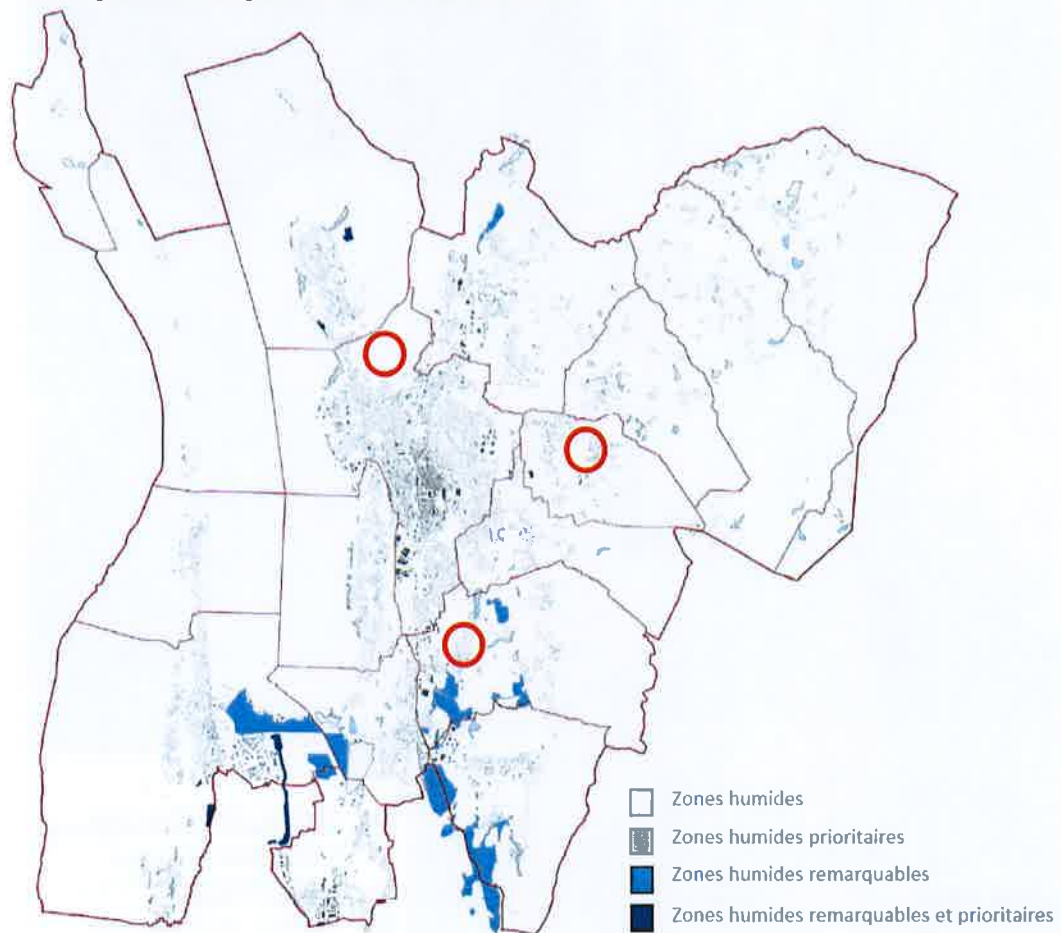 Zones humides
Zones humides prioritaires
Zones humides remarquables
Zones humides remarquables et prioritaires